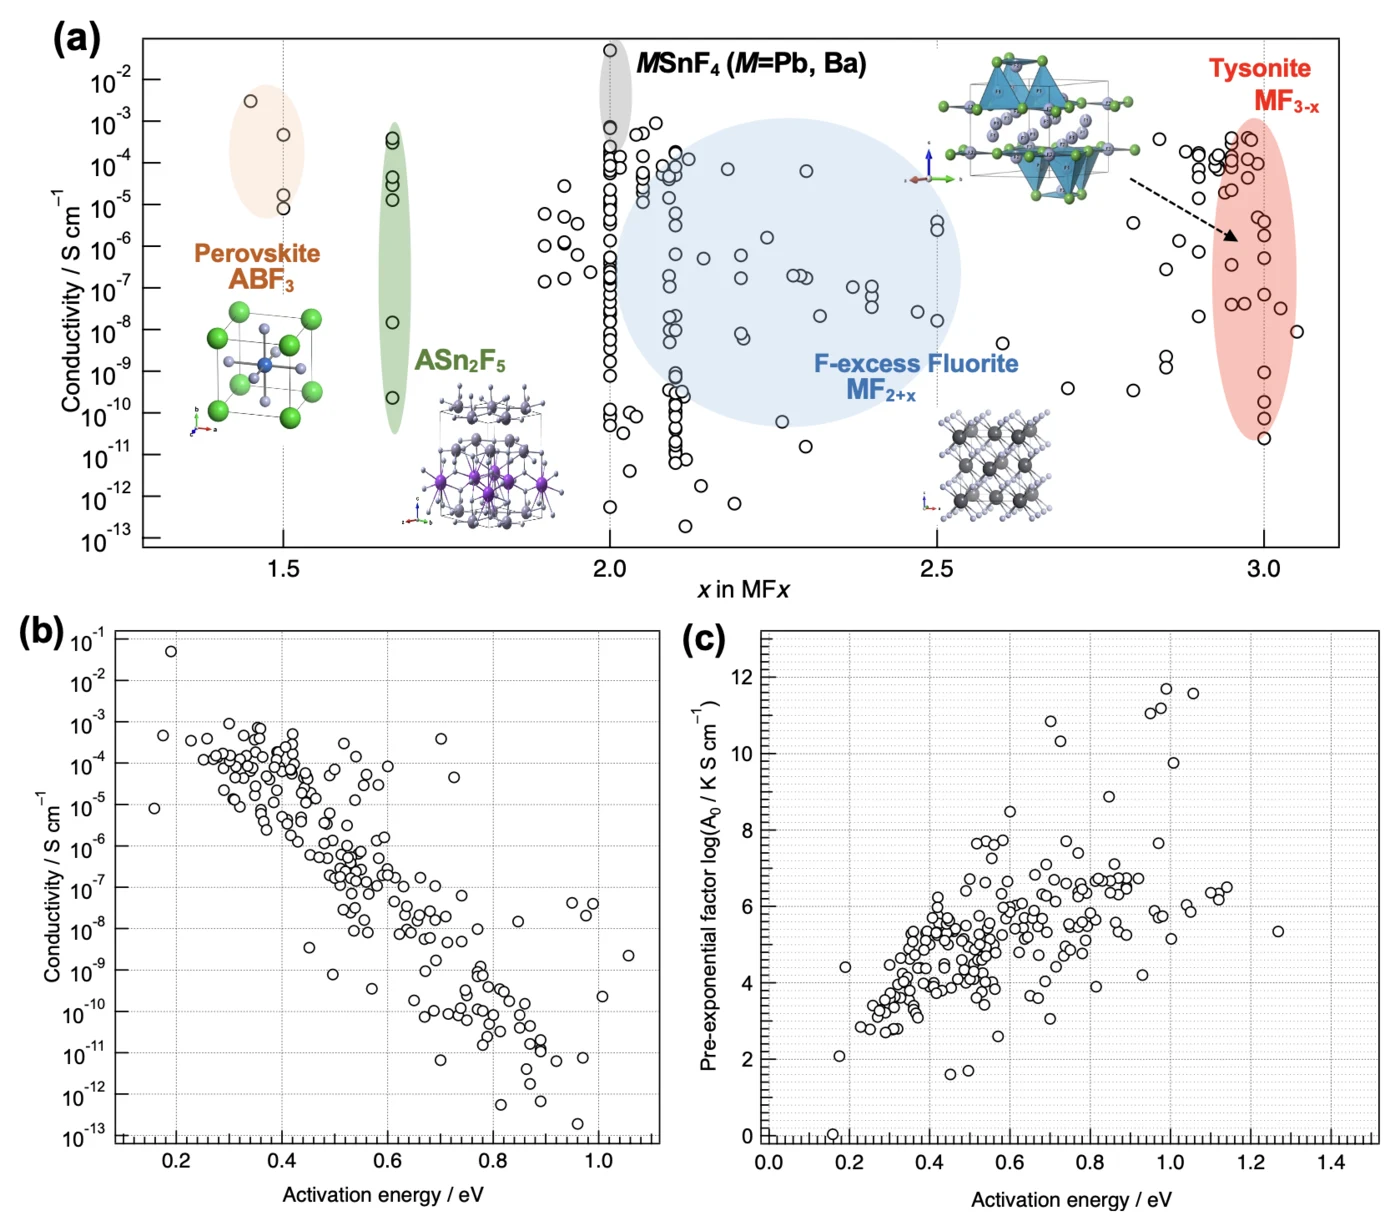 (a)
MSnF4 (M=Pb, Ba)
Tysonite
MF3-x
10-2
10-3
10-4
10-5
10-6
10-7
10-8
10-9
10-10
10-11
10-12
10-13
Conductivity / S cm−1
Perovskite
ABF3
ASn2F5
F-excess Fluorite
MF2+x
1.5
2.0
2.5
3.0
x in MFx
(b)
10-1
10-2
10-3
10-4
10-5
10-6
10-7
10-8
10-9
10-10
10-11
10-12
10-13
Conductivity / S cm−1
0.2
0.4
0.6
0.8
1.0
Activation energy / eV
(c)
12
10
8
6
4
2
0
Pre-exponential factor log(A0 / K S cm−1)
0.0
0.2
0.4
0.6
0.8
1.0
1.2
1.4
Activation energy / eV